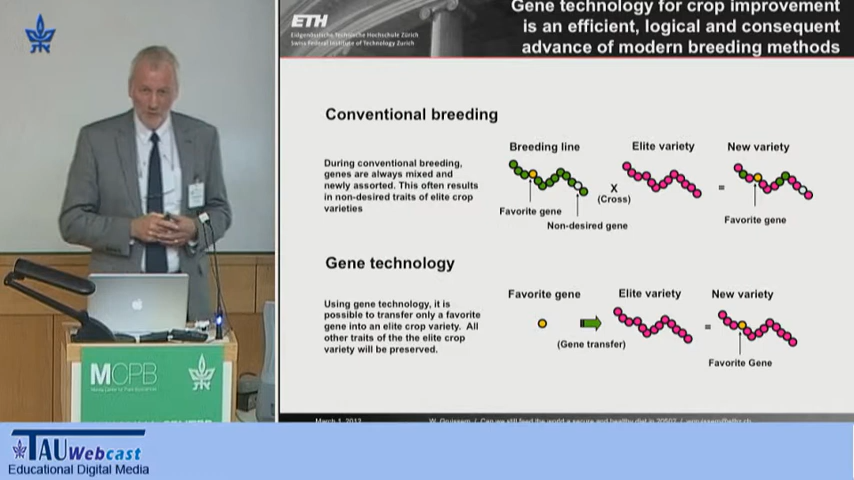 ETH
Eidgenössische Technische Hochschule Zürich
Swiss Federal Institute of Technology Zurich
Gene technology for crop improvement
is an efficient, logical and consequent
advance of modern breeding methods
Conventional breeding
During conventional breeding,
genes are always mixed and
newly assorted. This often results
in non-desired traits of elite crop
varieties
Breeding line
Elite variety
New variety
X
(Cross)
=
Favorite gene
Non-desired gene
Favorite gene
Gene technology
Using gene technology, it is
possible to transfer only a favorite
gene into an elite crop variety. All
other traits of the the elite crop
variety will be preserved.
Favorite gene
Elite variety
New variety
(Gene transfer)
=
Favorite Gene
March 1, 2012
MCPB
TAU Webcast
Educational Digital Media